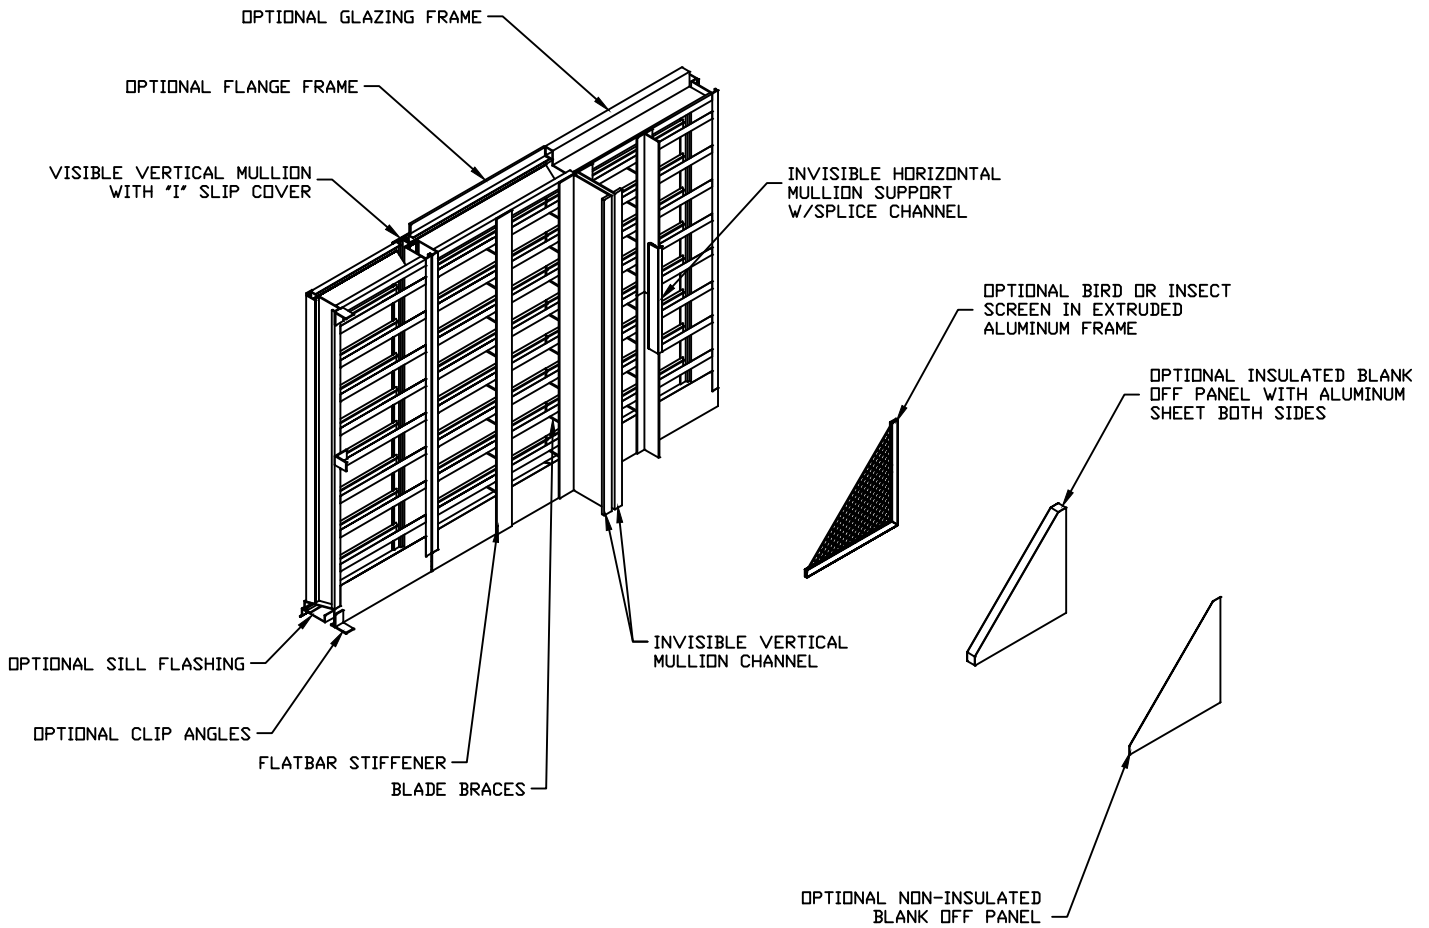 OPTIONAL GLAZING FRAME
OPTIONAL FLANGE FRAME
VISIBLE VERTICAL MULLION
WITH "I" SLIP COVER
INVISIBLE HORIZONTAL
MULLION SUPPORT
W/SPLICE CHANNEL
OPTIONAL BIRD OR INSECT
SCREEN IN EXTRUDED
ALUMINUM FRAME
OPTIONAL INSULATED BLANK
OFF PANEL WITH ALUMINUM
SHEET BOTH SIDES
INVISIBLE VERTICAL
MULLION CHANNEL
OPTIONAL SILL FLASHING
OPTIONAL CLIP ANGLES
FLATBAR STIFFENER
BLADE BRACES
OPTIONAL NON-INSULATED
BLANK OFF PANEL